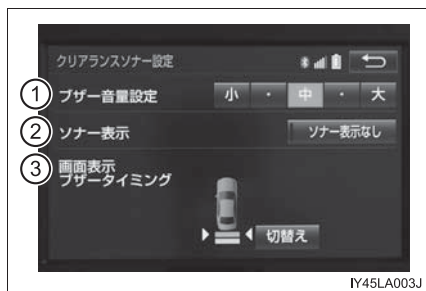 クリアランスソナー設定
1 ブザー音量設定 小 ・ 中 ・ 大
2 ソナー表示 ソナー表示なし
3 画面表示
ブザータイミング
切替え
IY45LA003J